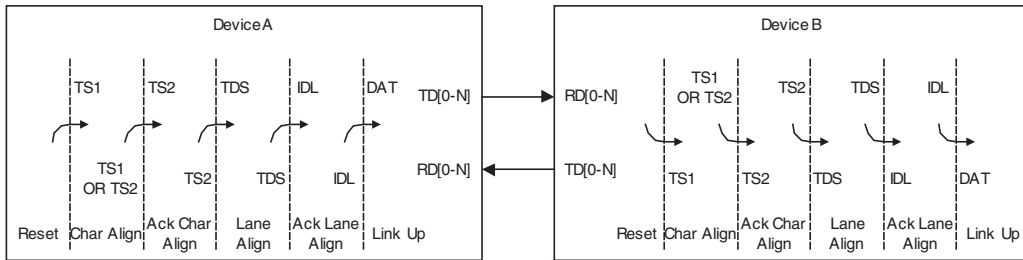 Device A
TS1
TS2
TDS
IDL
DAT
TD[0-N]
RD[0-N]
TS1
OR TS2
TS2
TDS
IDL
Reset
Char Align
Ack Char
Align
Lane
Align
Ack Lane
Align
Link Up
Device B
RD[0-N]
TD[0-N]
TS1
OR TS2
TS2
TDS
IDL
TS1
TS2
TDS
IDL
DAT
Reset
Char Align
Ack Char
Align
Lane
Align
Ack Lane
Align
Link Up